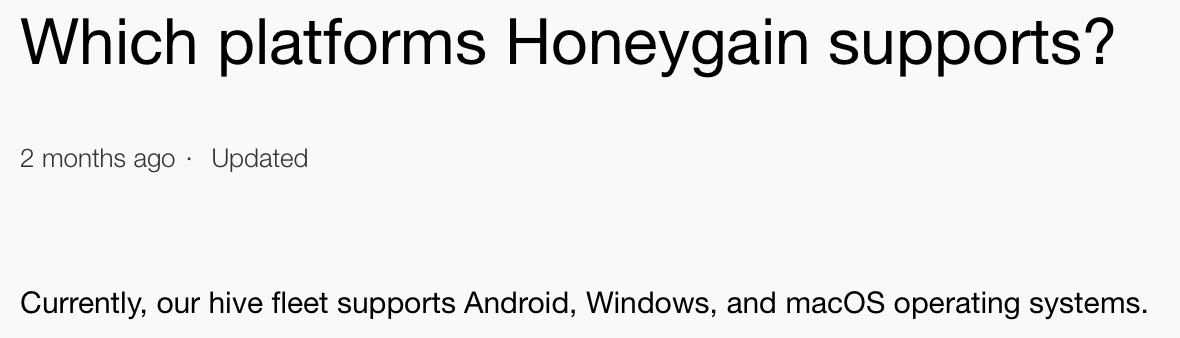 Which platforms Honeygain supports?
2 months ago · Updated
Currently, our hive fleet supports Android, Windows, and macOS operating systems.